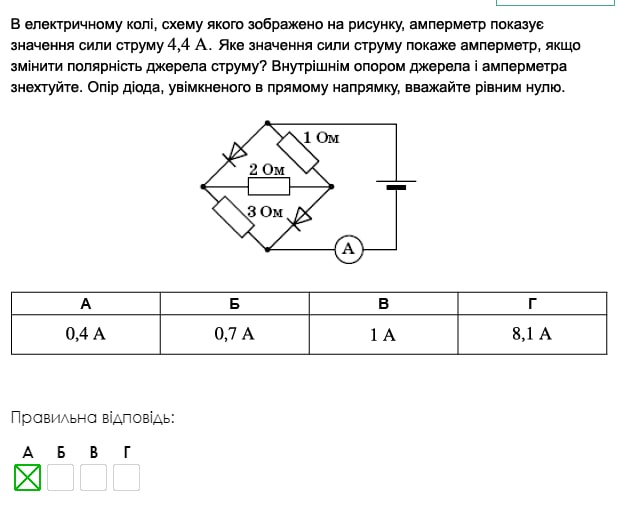 В електричному колі, схему якого зображено на рисунку, амперметр показує
значення сили струму 4,4 А. Яке значення сили струму покаже амперметр, якщо
змінити полярність джерела струму? Внутрішнім опором джерела і амперметра
знехтуйте. Опір діода, увімкненого в прямому напрямку, вважайте рівним нулю.
1 Ом
2 Ом
3 Ом
А
А Б В Г
0,4 А 0,7 А 1 А 8,1 А
Правильна відповідь:
А Б В Г